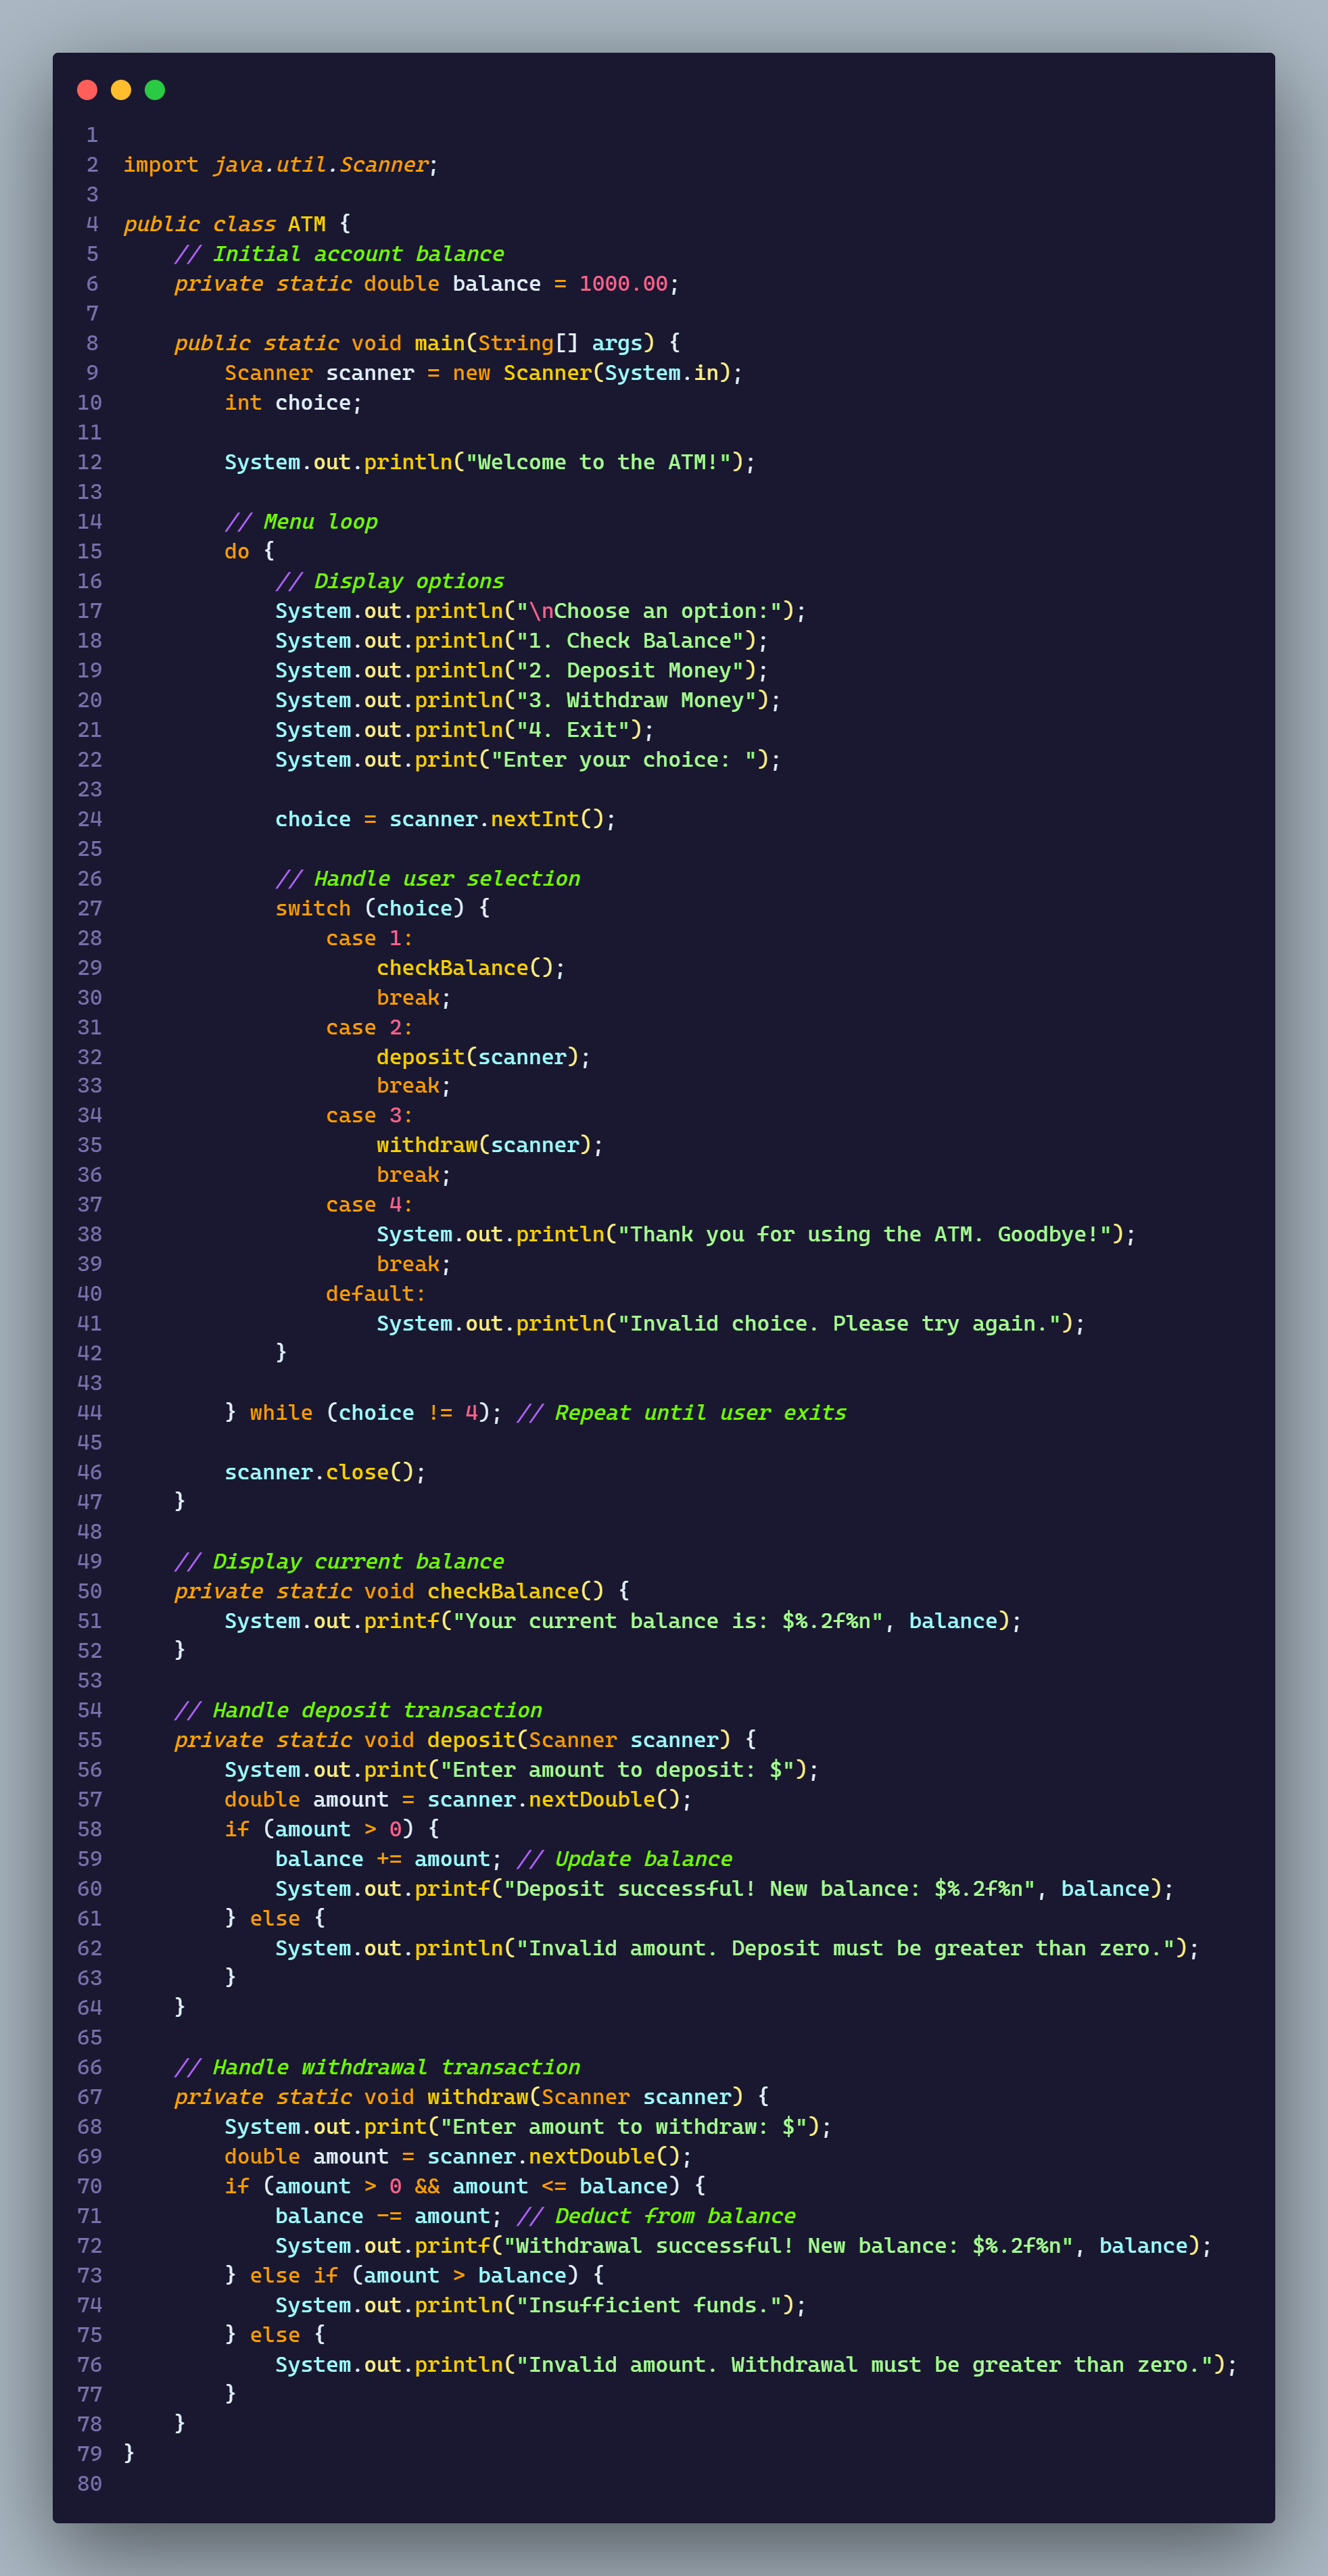 1
2 import java.util.Scanner;
3
4 public class ATM {
5     // Initial account balance
6     private static double balance = 1000.00;
7
8     public static void main(String[] args) {
9         Scanner scanner = new Scanner(System.in);
10         int choice;
11
12         System.out.println("Welcome to the ATM!");
13
14         // Menu loop
15         do {
16             // Display options
17             System.out.println("\nChoose an option:");
18             System.out.println("1. Check Balance");
19             System.out.println("2. Deposit Money");
20             System.out.println("3. Withdraw Money");
21             System.out.println("4. Exit");
22             System.out.print("Enter your choice: ");
23
24             choice = scanner.nextInt();
25
26             // Handle user selection
27             switch (choice) {
28                 case 1:
29                     checkBalance();
30                     break;
31                 case 2:
32                     deposit(scanner);
33                     break;
34                 case 3:
35                     withdraw(scanner);
36                     break;
37                 case 4:
38                     System.out.println("Thank you for using the ATM. Goodbye!");
39                     break;
40                 default:
41                     System.out.println("Invalid choice. Please try again.");
42             }
43
44         } while (choice != 4); // Repeat until user exits
45
46         scanner.close();
47     }
48
49     // Display current balance
50     private static void checkBalance() {
51         System.out.printf("Your current balance is: $%.2f%n", balance);
52     }
53
54     // Handle deposit transaction
55     private static void deposit(Scanner scanner) {
56         System.out.print("Enter amount to deposit: $");
57         double amount = scanner.nextDouble();
58         if (amount > 0) {
59             balance += amount; // Update balance
60             System.out.printf("Deposit successful! New balance: $%.2f%n", balance);
61         } else {
62             System.out.println("Invalid amount. Deposit must be greater than zero.");
63         }
64     }
65
66     // Handle withdrawal transaction
67     private static void withdraw(Scanner scanner) {
68         System.out.print("Enter amount to withdraw: $");
69         double amount = scanner.nextDouble();
70         if (amount > 0 && amount <= balance) {
71             balance -= amount; // Deduct from balance
72             System.out.printf("Withdrawal successful! New balance: $%.2f%n", balance);
73         } else if (amount > balance) {
74             System.out.println("Insufficient funds.");
75         } else {
76             System.out.println("Invalid amount. Withdrawal must be greater than zero.");
77         }
78     }
79 }
80